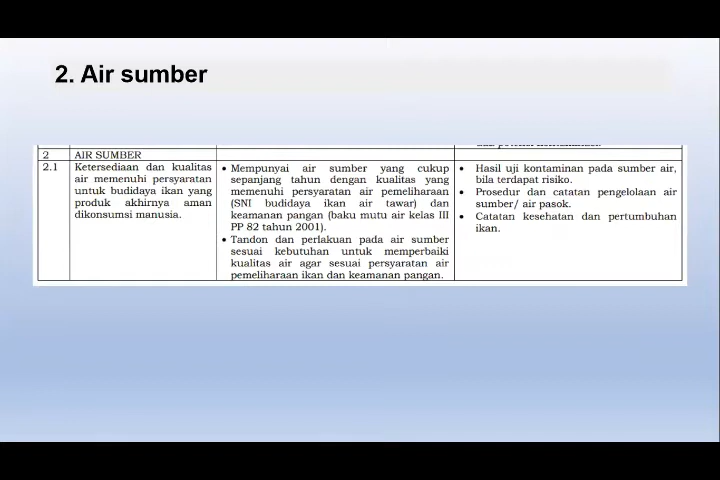 2. Air sumber
2 AIR SUMBER
2.1 Ketersediaan dan kualitas
air memenuhi persyaratan
untuk budidaya ikan yang
produk akhirnya aman
dikonsumsi manusia.
• Mempunyai air sumber yang cukup
sepanjang tahun dengan kualitas yang
memenuhi persyaratan air pemeliharaan
(SNI budidaya ikan air tawar) dan
keamanan pangan (baku mutu air kelas III
PP 82 tahun 2001).
• Tandon dan perlakuan pada air sumber
sesuai kebutuhan untuk memperbaiki
kualitas air agar sesuai persyaratan air
pemeliharaan ikan dan keamanan pangan.
• Hasil uji kontaminan pada sumber air,
bila terdapat risiko.
• Prosedur dan catatan pengelolaan air
sumber/ air pasok.
• Catatan kesehatan dan pertumbuhan
ikan.